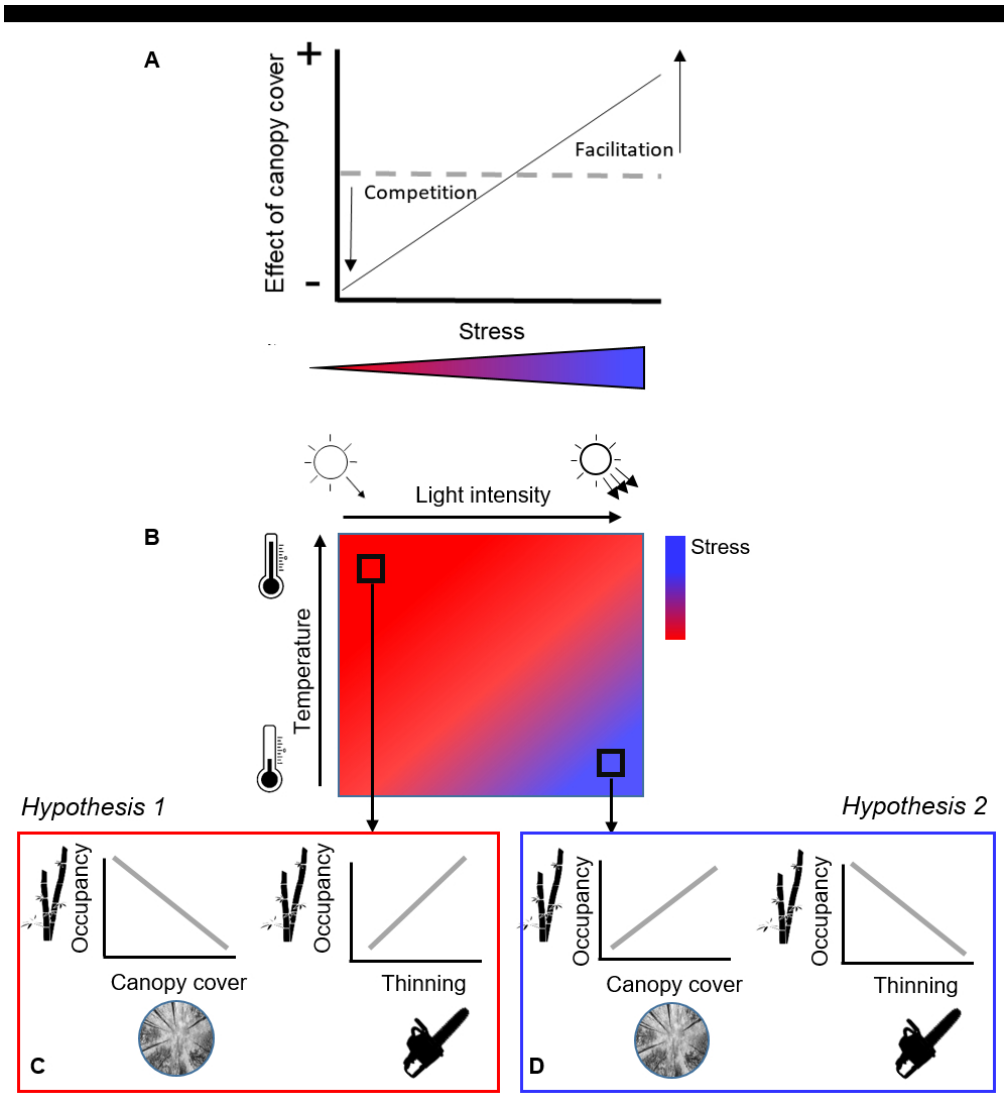 A
+
Effect of canopy cover
Facilitation
Competition
-
Stress
Light intensity
B
Stress
Temperature
Hypothesis 1
Hypothesis 2
Occupancy
Occupancy
Occupancy
Occupancy
Canopy cover
Thinning
Canopy cover
Thinning
C
D